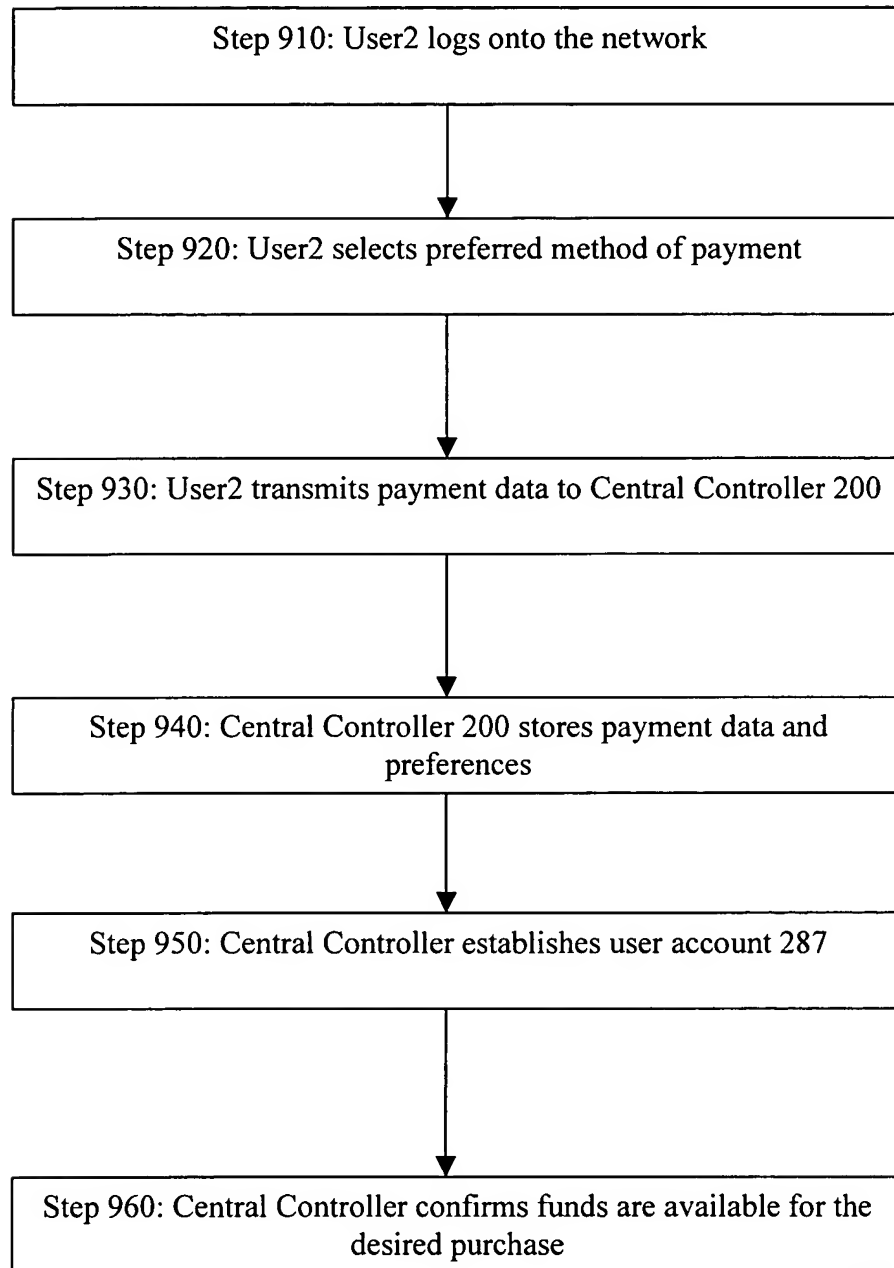 Step 910: User2 logs onto the network
Step 920: User2 selects preferred method of payment
Step 930: User2 transmits payment data to Central Controller 200
Step 940: Central Controller 200 stores payment data and
preferences
Step 950: Central Controller establishes user account 287
Step 960: Central Controller confirms funds are available for the
desired purchase